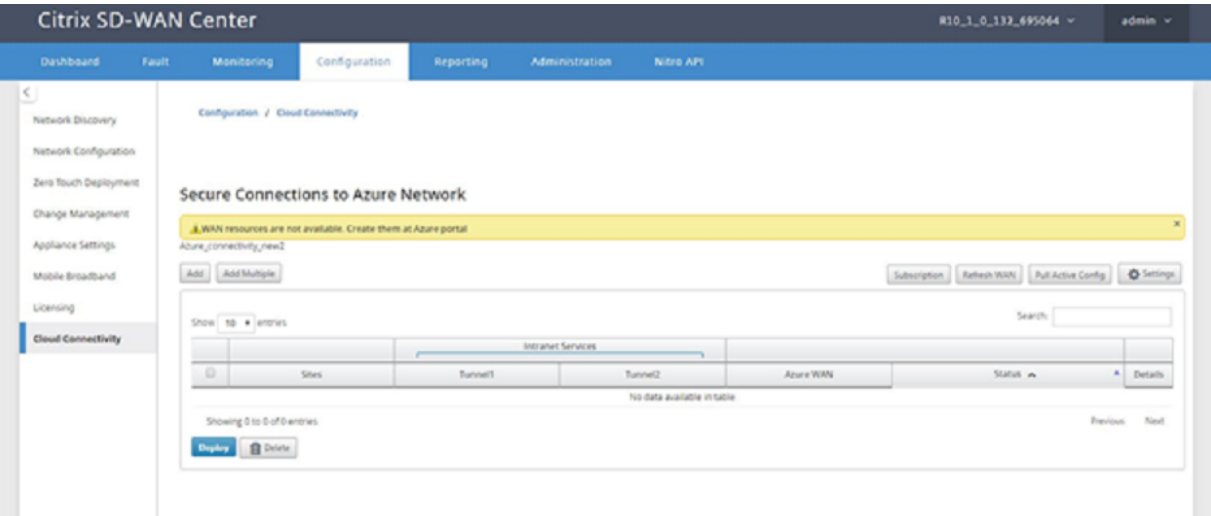 Citrix SD-WAN Center
R10_1_0_132_695064 admin
Dashboard Fault Monitoring Configuration Reporting Administration Nitro API
Configuration / Cloud Connectivity
Network Discovery
Network Configuration
Zero Touch Deployment
Change Management
Appliance Settings
Mobile Broadband
Licensing
Cloud Connectivity
Secure Connections to Azure Network
WAN resources are not available. Create them at Azure portal
Azure_connectivity_new2
Add Add Multiple Subscription Refresh WAN Pull Active Config Settings
Show 10 entries Search:
Intranet Services
Sites Tunnel1 Tunnel2 Azure WAN Status Details
No data available in table
Showing 0 to 0 of 0 entries Previous Next
Deploy Delete